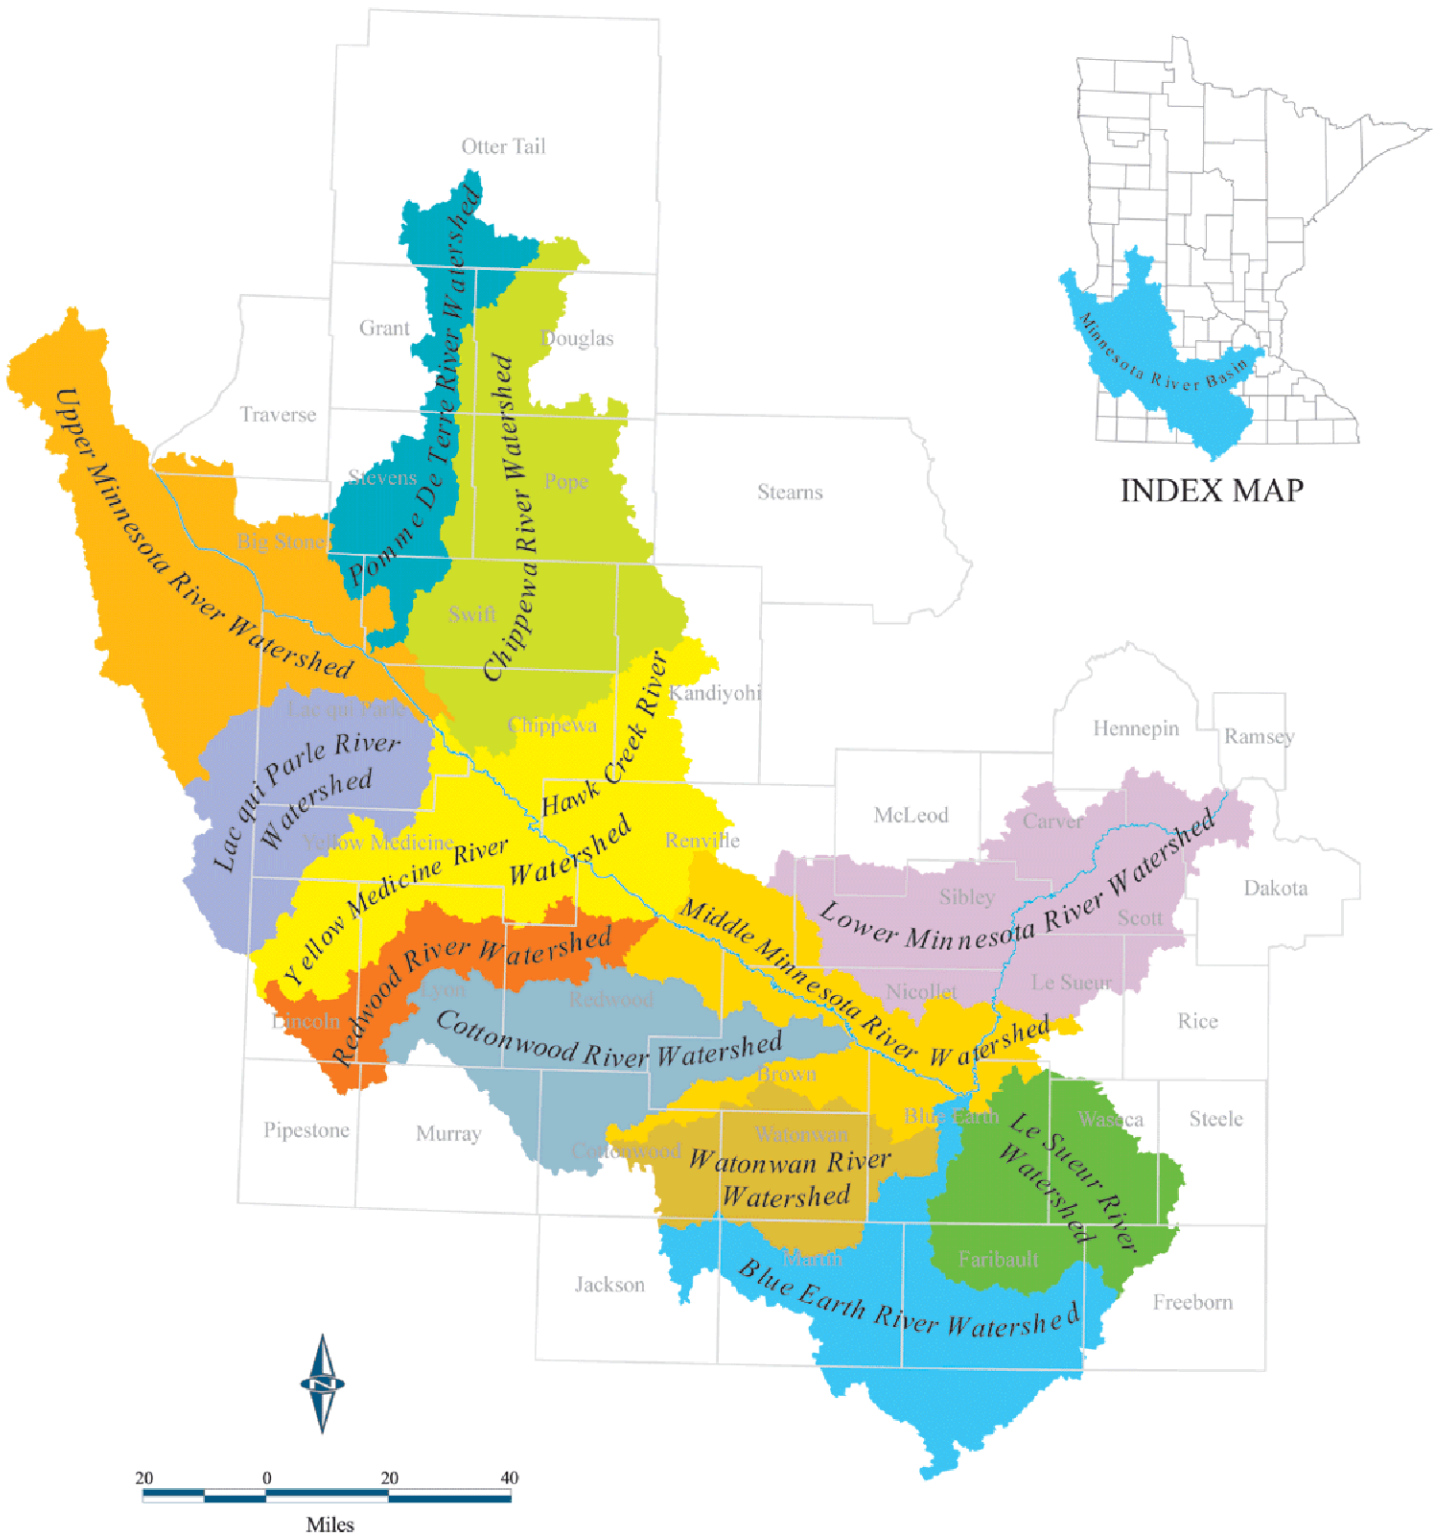 Otter Tail
Pomme De Terre River Watershed
Grant
Douglas
Minnesota River Basin
INDEX MAP
Traverse
Upper Minnesota River Watershed
Chippewa River Watershed
Stevens
Pope
Stearns
Big Stone
Swift
Kandiyohi
Lac qui Parle
Chippewa
Hennepin
Ramsey
Lac qui Parle River
Watershed
Hawk Creek River
Watershed
McLeod
Carver
Yellow Medicine
Renville
Yellow Medicine River
Dakota
Sibley
Lower Minnesota River Watershed
Scott
Middle Minnesota River Watershed
Redwood River Watershed
Lyon
Redwood
Nicollet
Le Sueur
Lincoln
Rice
Cottonwood River Watershed
Brown
Blue Earth
Pipestone
Murray
Cottonwood
Watonwan
Watonwan River
Watershed
Le Sueur River
Watershed
Waseca
Steele
Martin
Faribault
Jackson
Blue Earth River Watershed
Freeborn
N
20 0 20 40
Miles